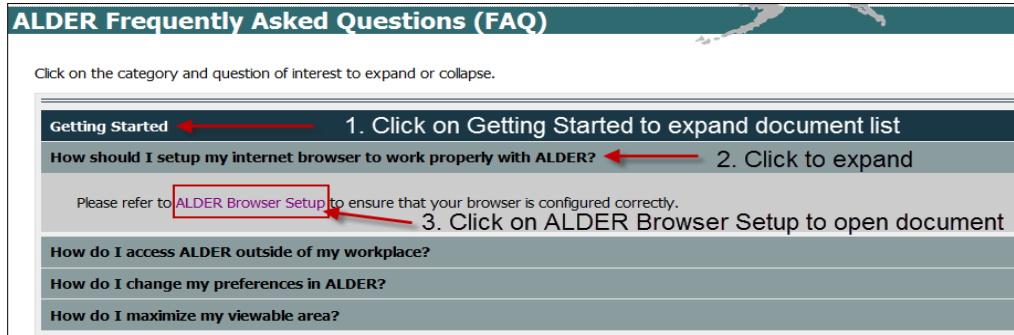 ALDER Frequently Asked Questions (FAQ)
Click on the category and question of interest to expand or collapse.
Getting Started 1. Click on Getting Started to expand document list
How should I setup my internet browser to work properly with ALDER? 2. Click to expand
Please refer to ALDER Browser Setup to ensure that your browser is configured correctly.
3. Click on ALDER Browser Setup to open document
How do I access ALDER outside of my workplace?
How do I change my preferences in ALDER?
How do I maximize my viewable area?